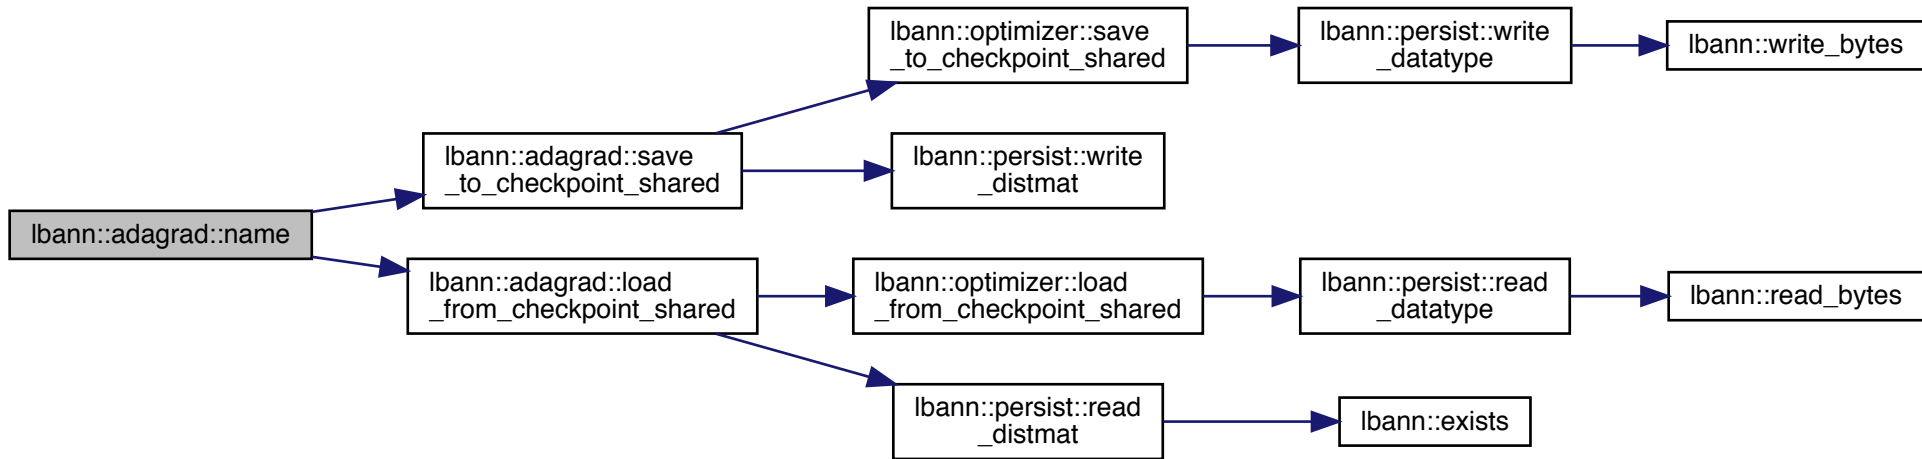 lbann::adagrad::name
lbann::adagrad::save
_to_checkpoint_shared
lbann::optimizer::save
_to_checkpoint_shared
lbann::persist::write
_datatype
lbann::write_bytes
lbann::persist::write
_distmat
lbann::adagrad::load
_from_checkpoint_shared
lbann::optimizer::load
_from_checkpoint_shared
lbann::persist::read
_datatype
lbann::read_bytes
lbann::persist::read
_distmat
lbann::exists